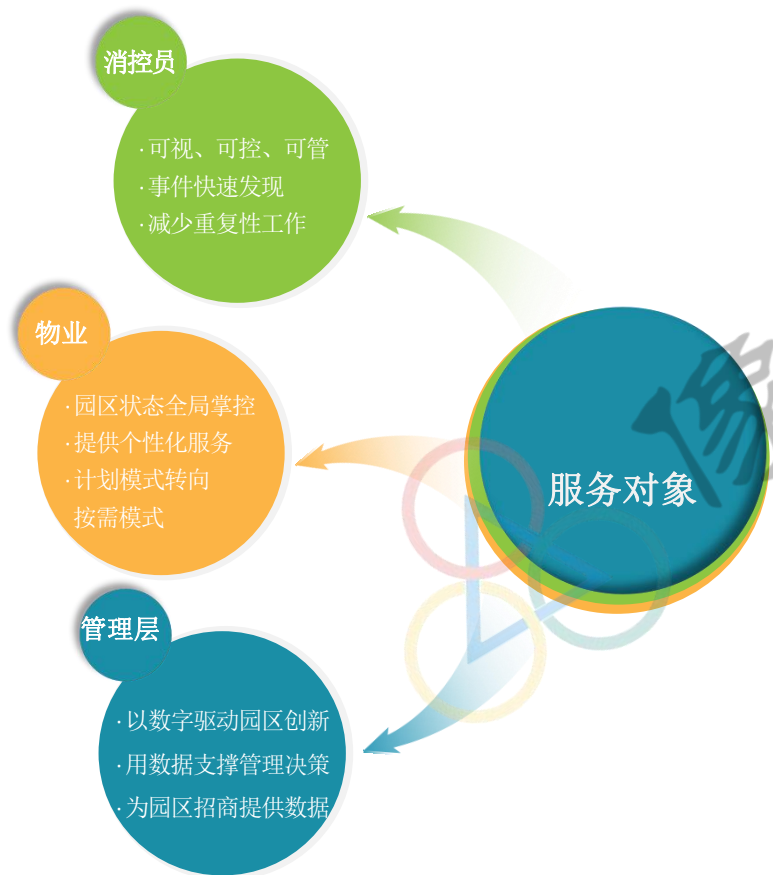 消控员
·可视、可控、可管
·事件快速发现
·减少重复性工作
物业
·园区状态全局掌控
·提供个性化服务
·计划模式转向
按需模式
服务对象
管理层
·以数字驱动园区创新
·用数据支撑管理决策
·为园区招商提供数据
像